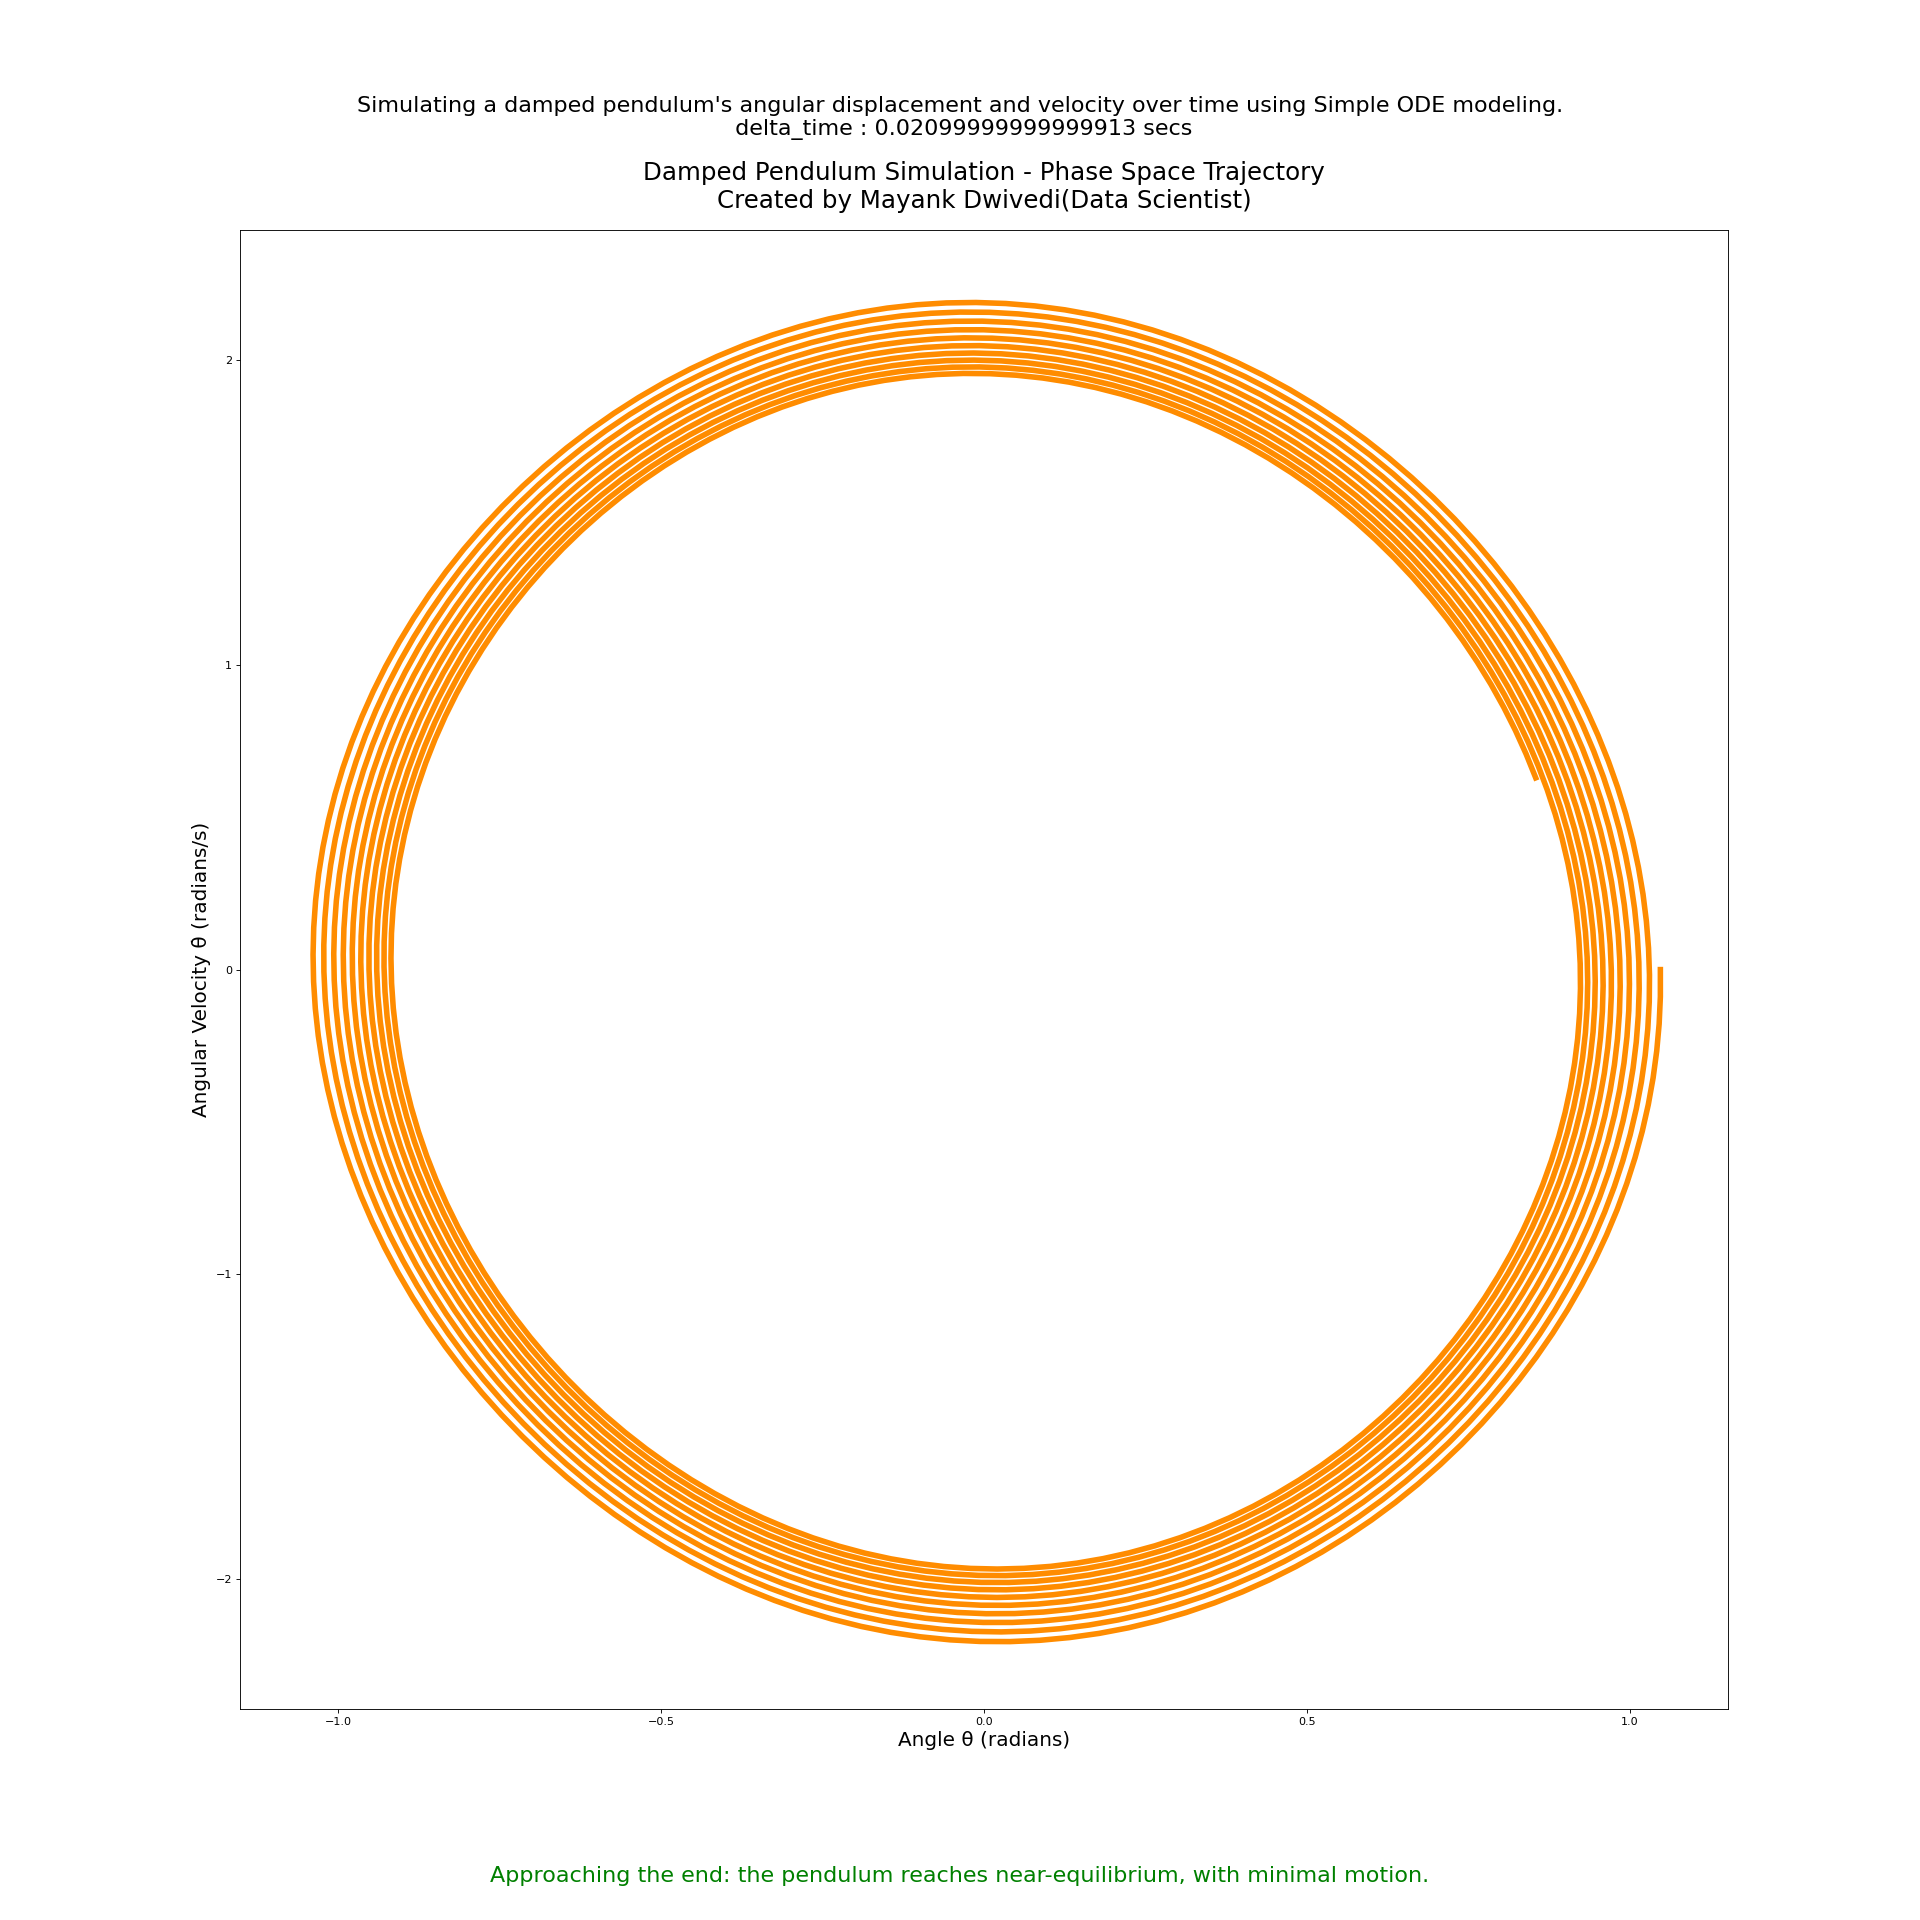 Simulating a damped pendulum's angular displacement and velocity over time using Simple ODE modeling.
delta_time : 0.02099999999999913 secs
Damped Pendulum Simulation - Phase Space Trajectory
Created by Mayank Dwivedi(Data Scientist)
Angular Velocity θ (radians/s)
2
1
0
−1
−2
−1.0
−0.5
0.0
0.5
1.0
Angle θ (radians)
Approaching the end: the pendulum reaches near-equilibrium, with minimal motion.